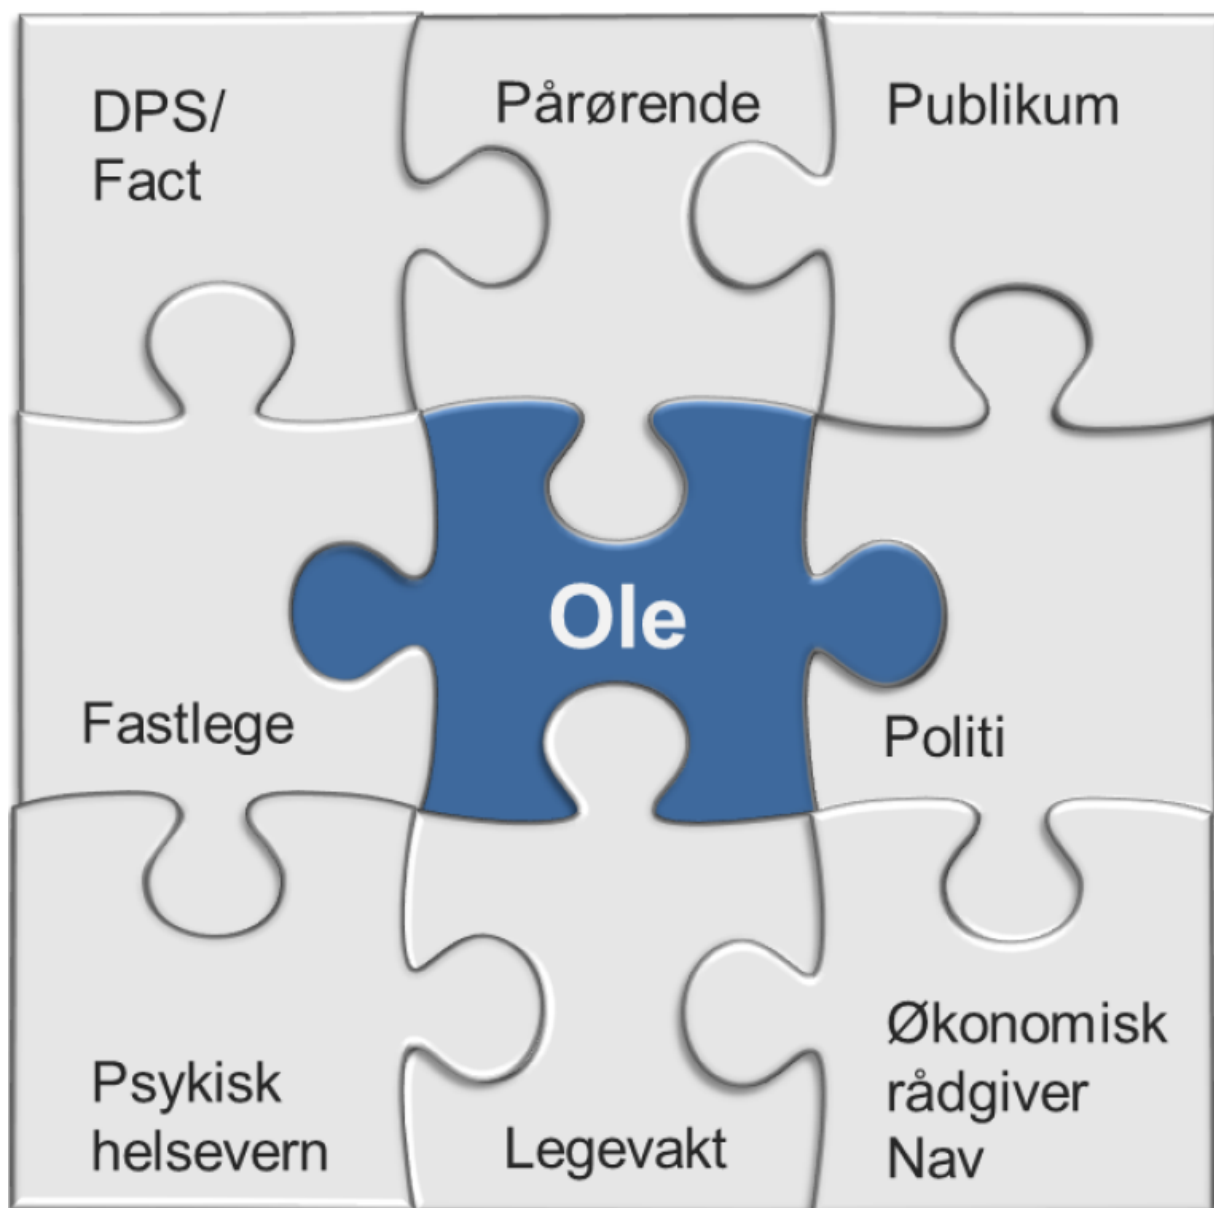 DPS/
Fact
Pårørende
Publikum
Fastlege
Ole
Politi
Psykisk
helsevern
Legevakt
Økonomisk
rådgiver
Nav